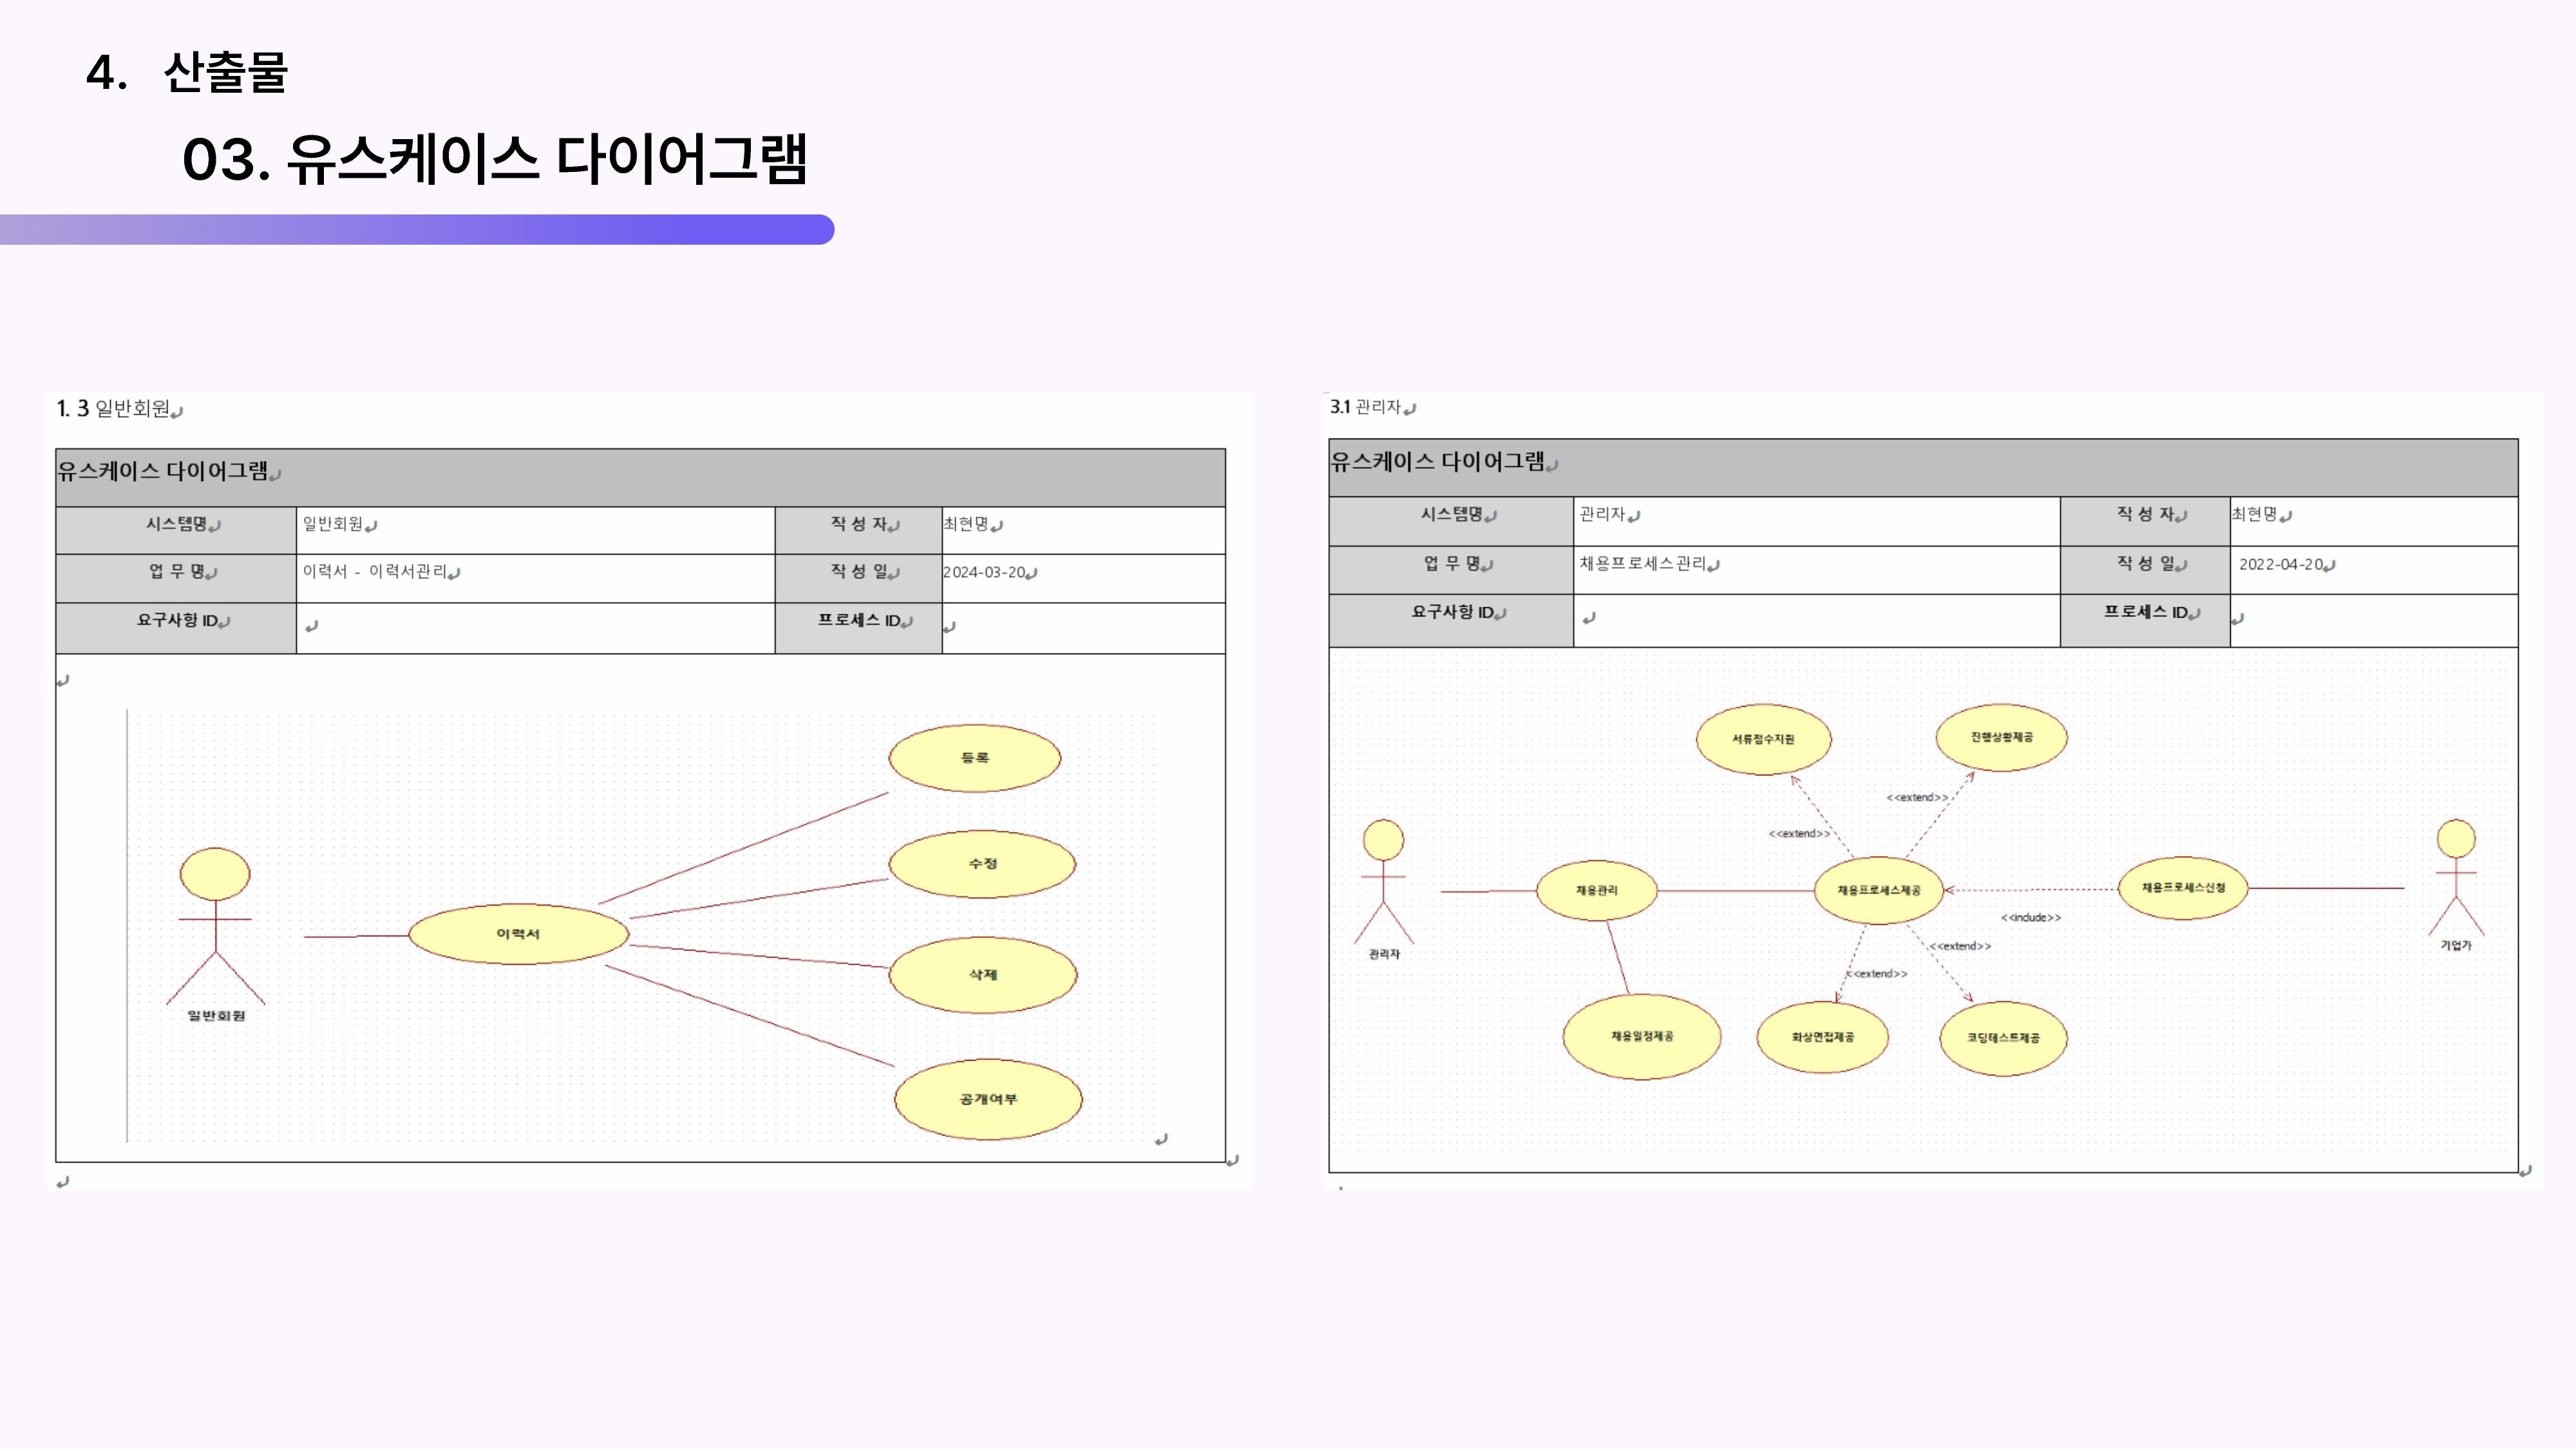 4. 산출물
03. 유스케이스 다이어그램
1. 3 일반회원
유스케이스 다이어그램
시스템명 일반회원 작 성 자 최현명
업 무 명 이력서 - 이력서관리 작 성 일 2024-03-20
요구사항 ID 프로세스 ID
등록
수정
이력서
삭제
일반회원
공개여부
3.1 관리자
유스케이스 다이어그램
시스템명 관리자 작 성 자 최현명
업 무 명 채용프로세스관리 작 성 일 2022-04-20
요구사항 ID 프로세스 ID
서류접수지원 진행상황제공
<<extend>>
<<extend>>
채용관리 채용프로세스제공 채용프로세스신청
<<include>>
관리자 <<extend>> 기업가
<<extend>>
채용일정제공 화상면접제공 코딩테스트제공